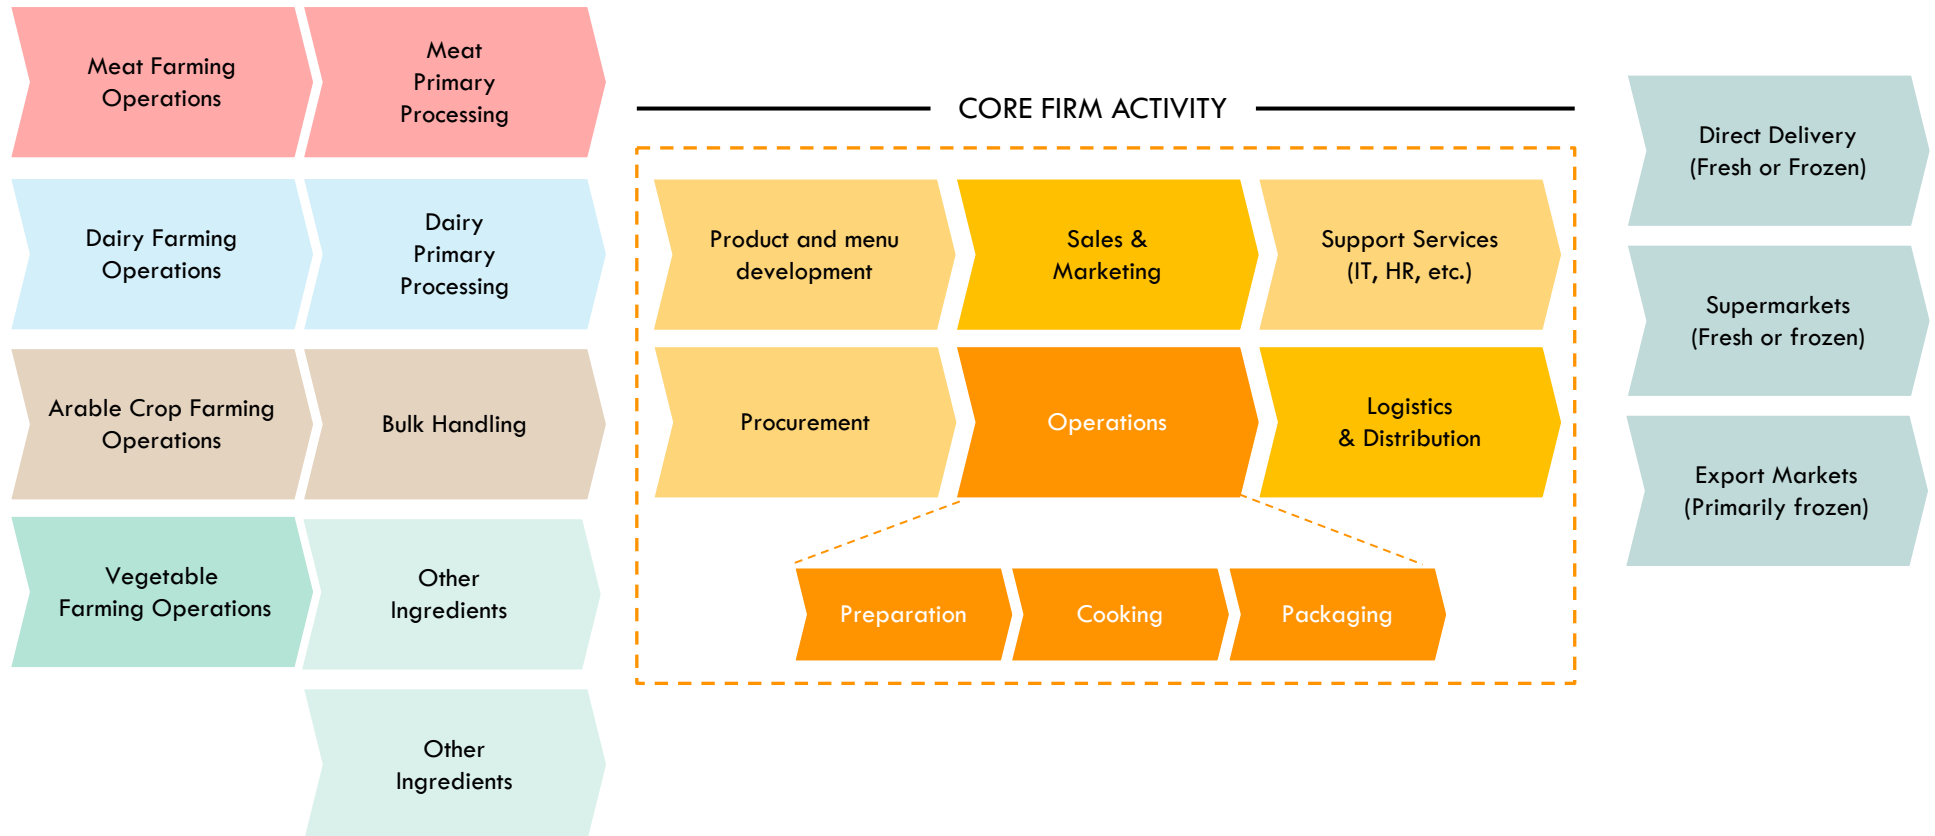 Meat Farming
Operations
Meat
Primary
Processing
Dairy Farming
Operations
Dairy
Primary
Processing
Arable Crop Farming
Operations
Bulk Handling
Vegetable
Farming Operations
Other
Ingredients
Other
Ingredients
CORE FIRM ACTIVITY
Product and menu
development
Sales &
Marketing
Support Services
(IT, HR, etc.)
Procurement
Operations
Logistics
& Distribution
Preparation
Cooking
Packaging
Direct Delivery
(Fresh or Frozen)
Supermarkets
(Fresh or frozen)
Export Markets
(Primarily frozen)